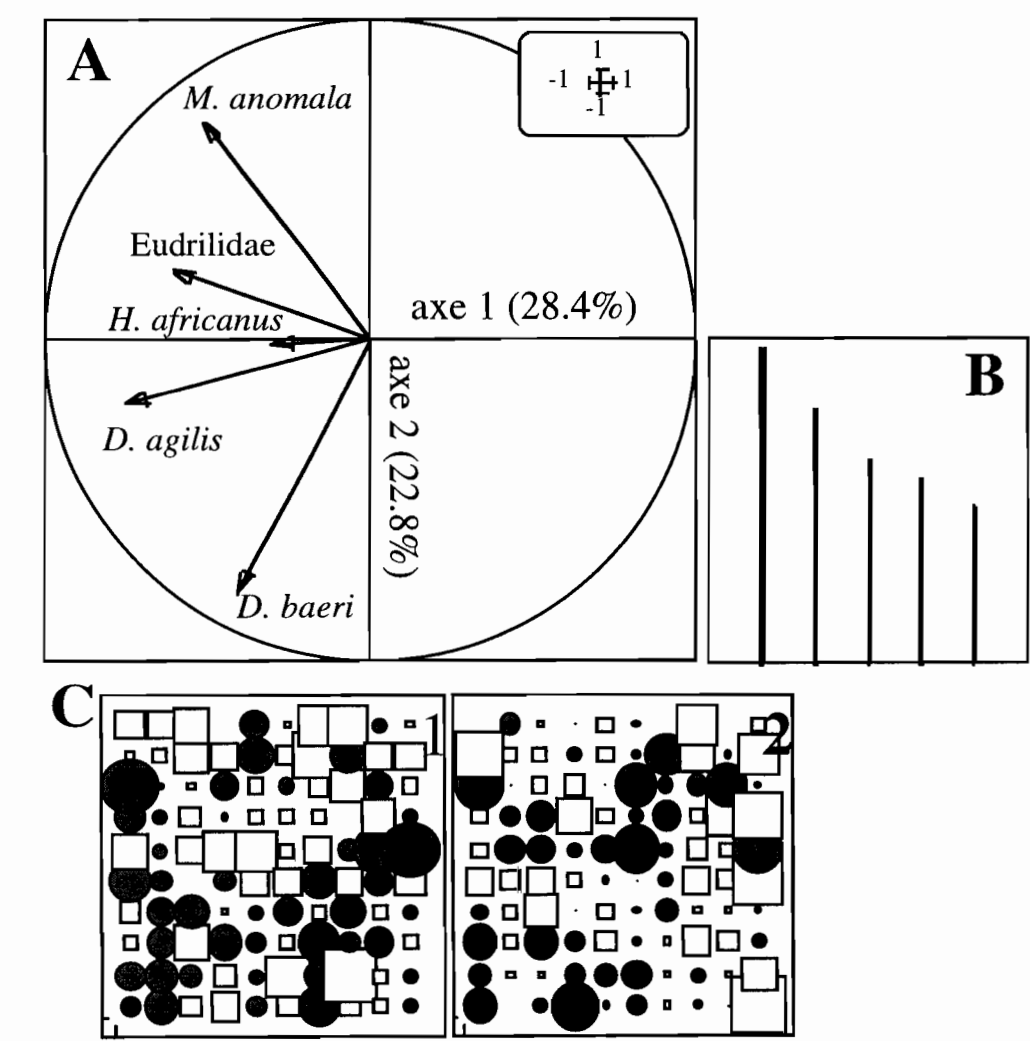 A
1
-1 1
-1
M. anomala
Eudrilidae
axe 1 (28.4%)
H. africanus
axe 2 (22.8%)
B
D. agilis
D. baeri
C
1
2